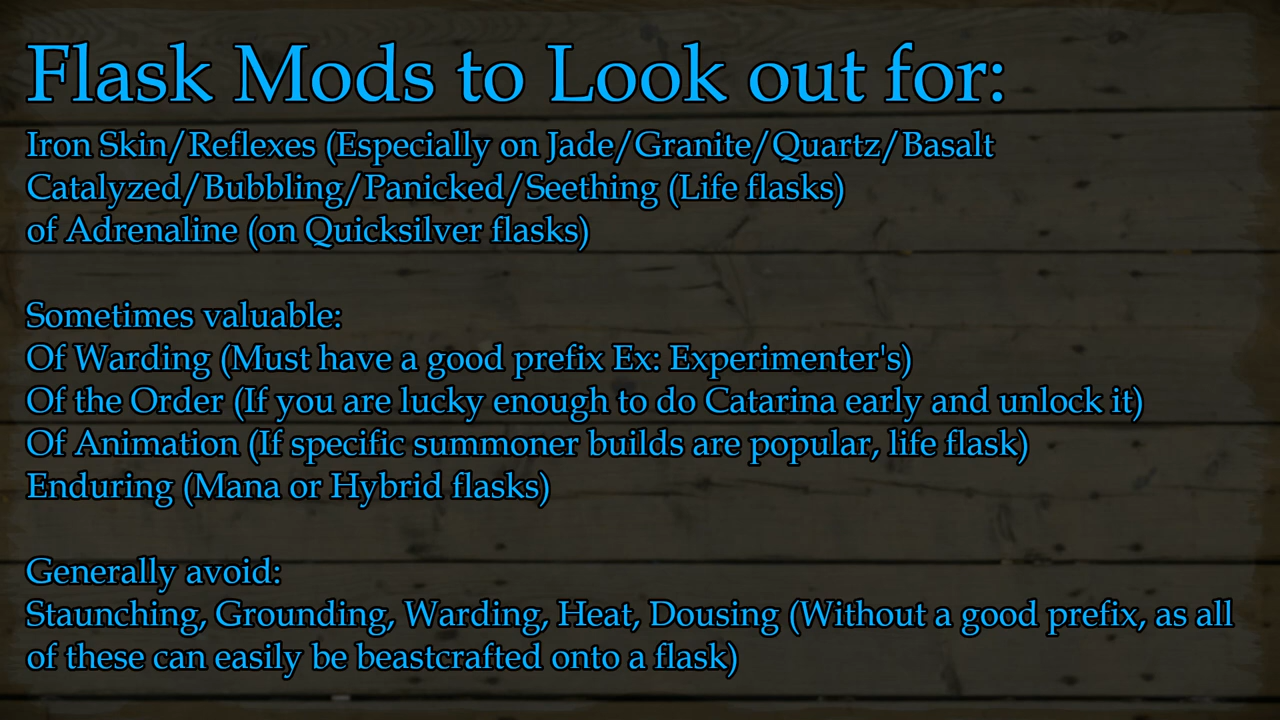 Flask Mods to Look out for:
Iron Skin/Reflexes (Especially on Jade/Granite/Quartz/Basalt
Catalyzed/Bubbling/Panicked/Seething (Life flasks)
of Adrenaline (on Quicksilver flasks)
Sometimes valuable:
Of Warding (Must have a good prefix Ex: Experimenter's)
Of the Order (If you are lucky enough to do Catarina early and unlock it)
Of Animation (If specific summoner builds are popular, life flask)
Enduring (Mana or Hybrid flasks)
Generally avoid:
Staunching, Grounding, Warding, Heat, Dousing (Without a good prefix, as all
of these can easily be beastcrafted onto a flask)